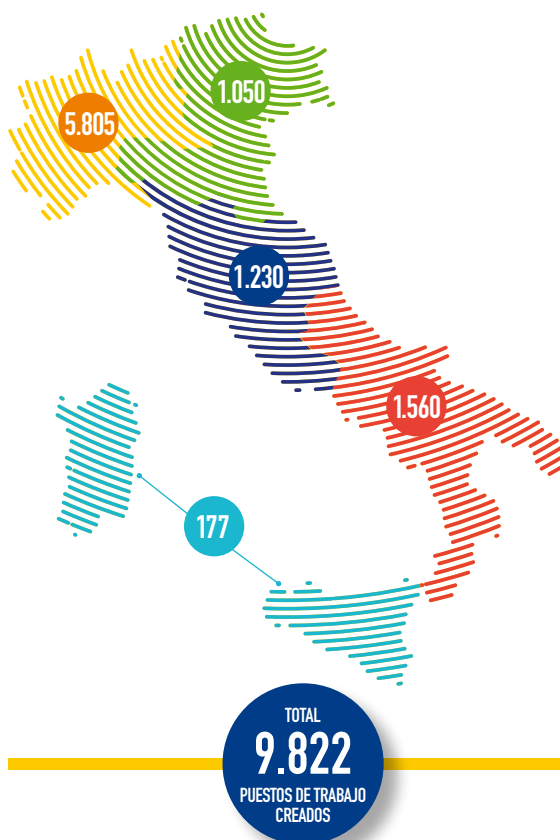 1.050
5.805
1.230
1.560
177
TOTAL
9.822
PUESTOS DE TRABAJO
CREADOS